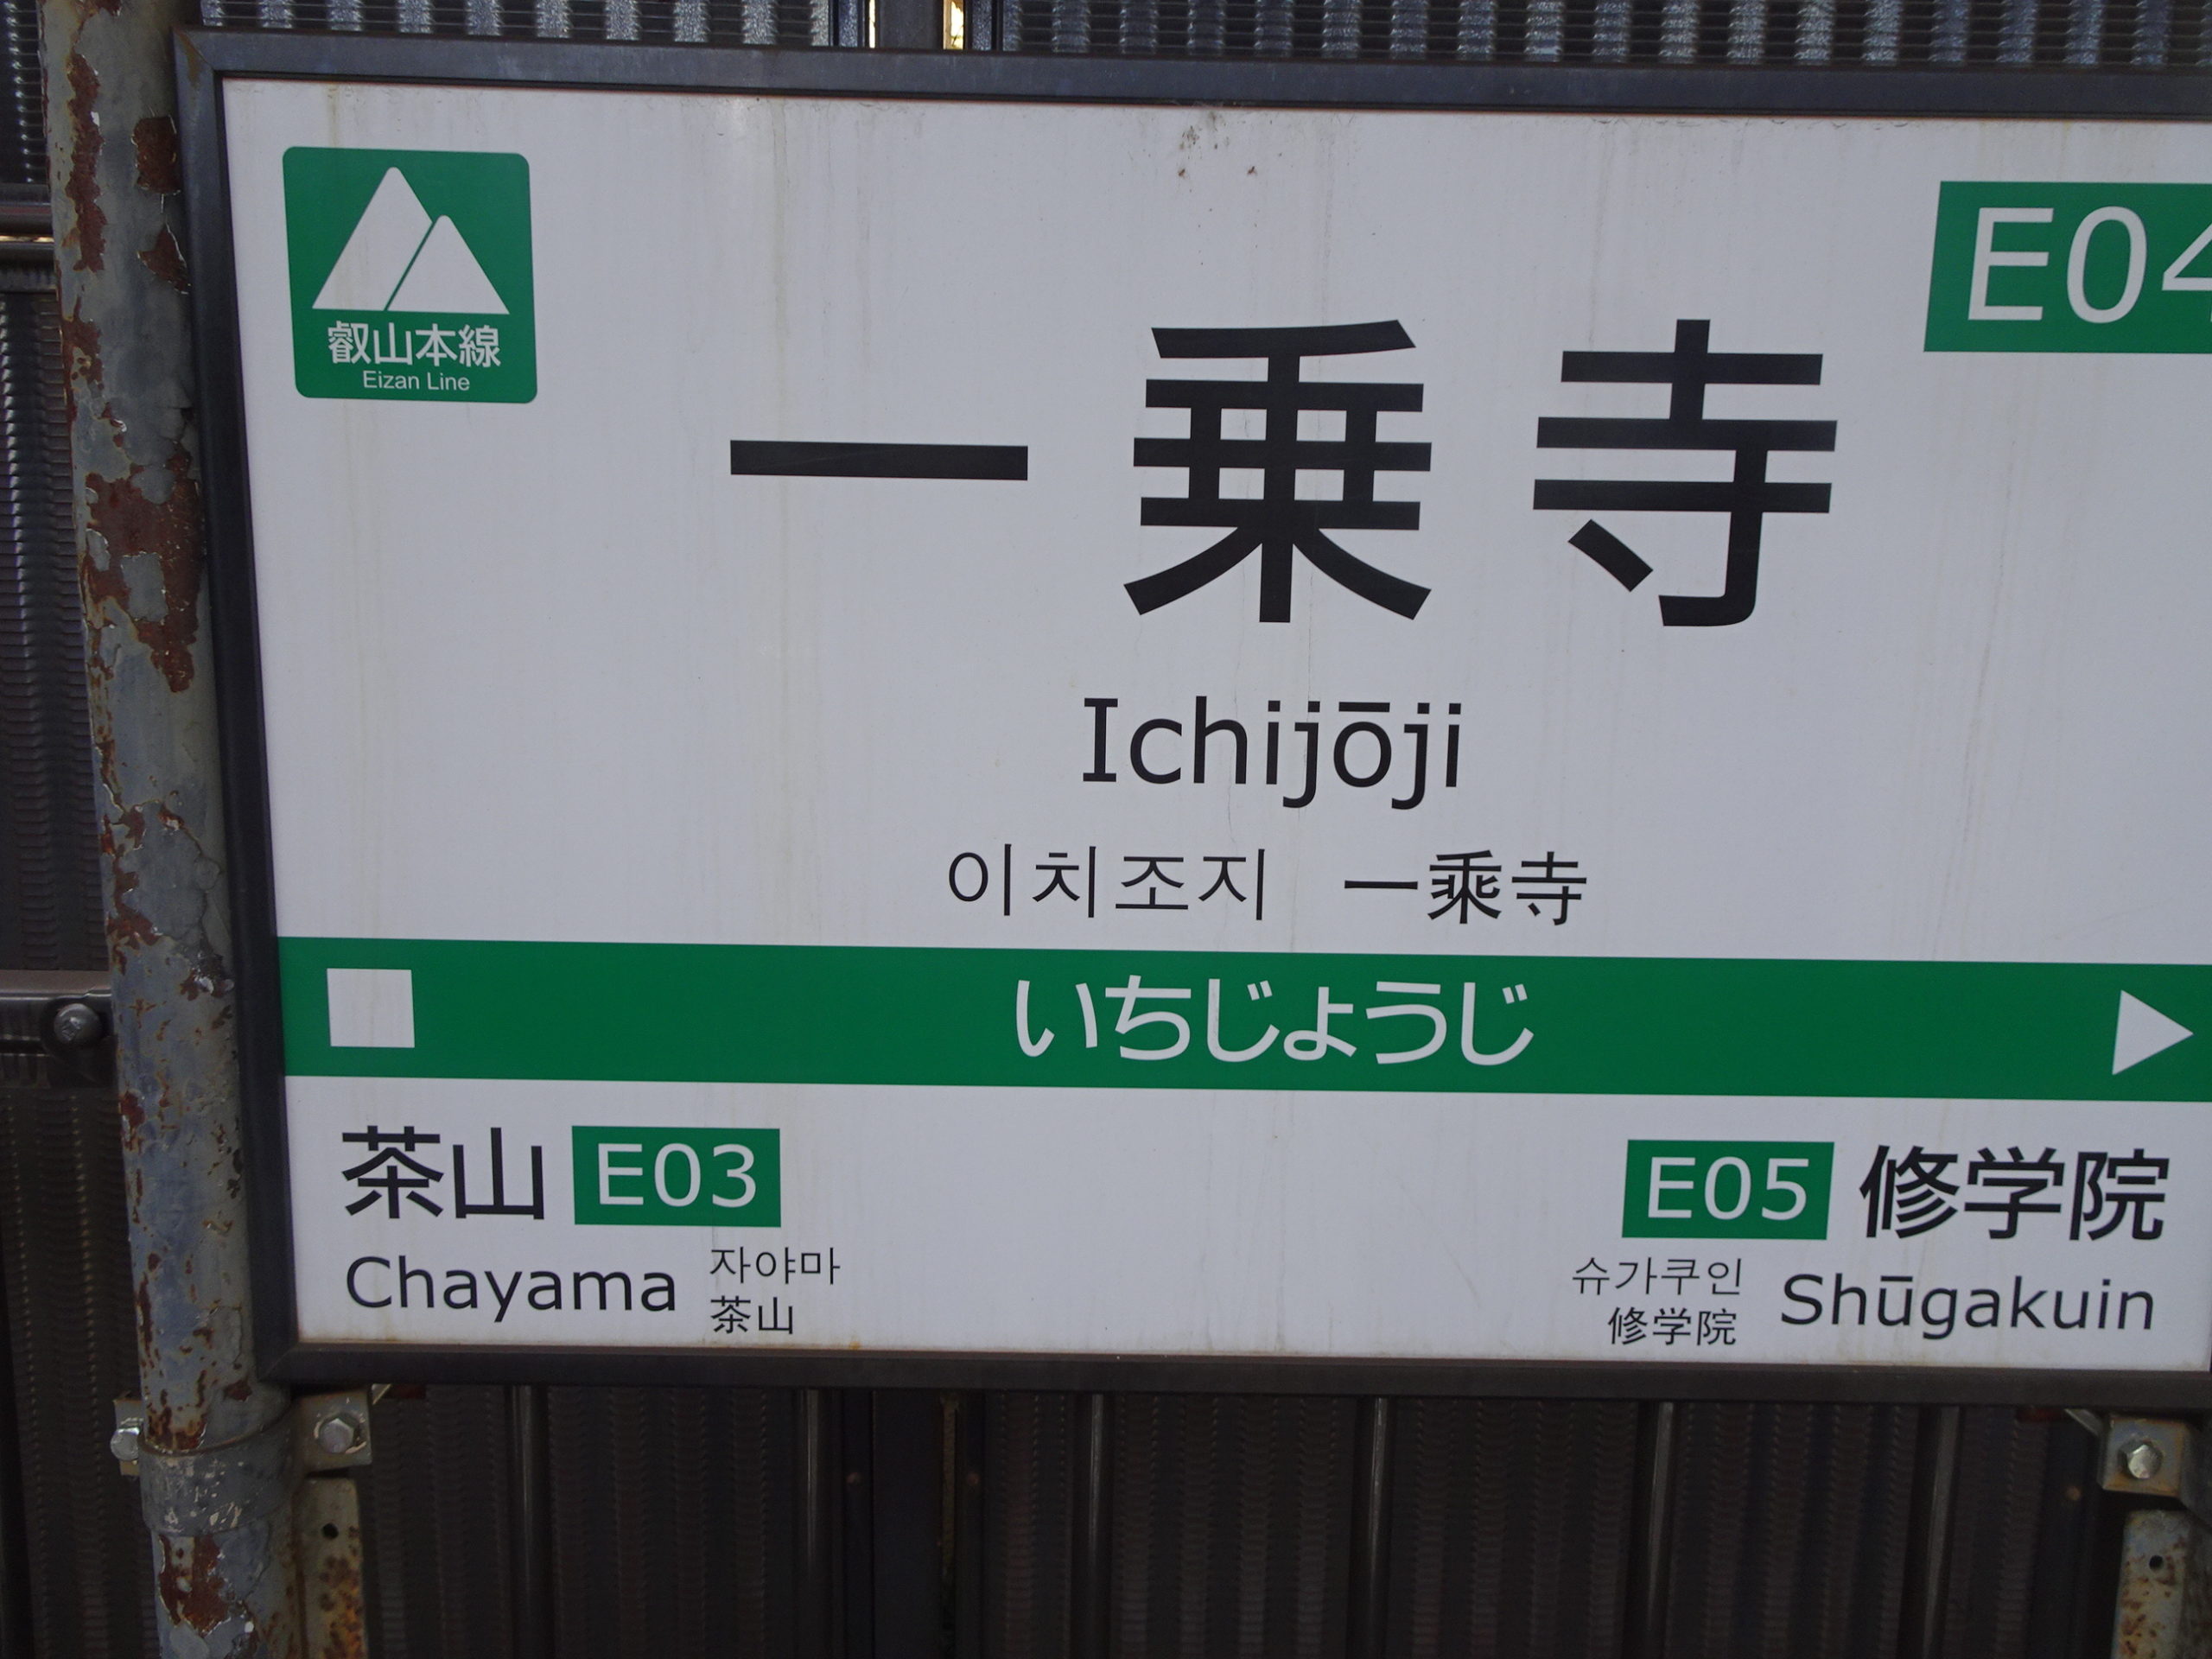 叡山本線
Eizan Line
E04
一乗寺
Ichijōji
이치조지 一乘寺
いちじょうじ
茶山 E03
Chayama
자야마
茶山
E05 修学院
슈가쿠인
修学院
Shūgakuin